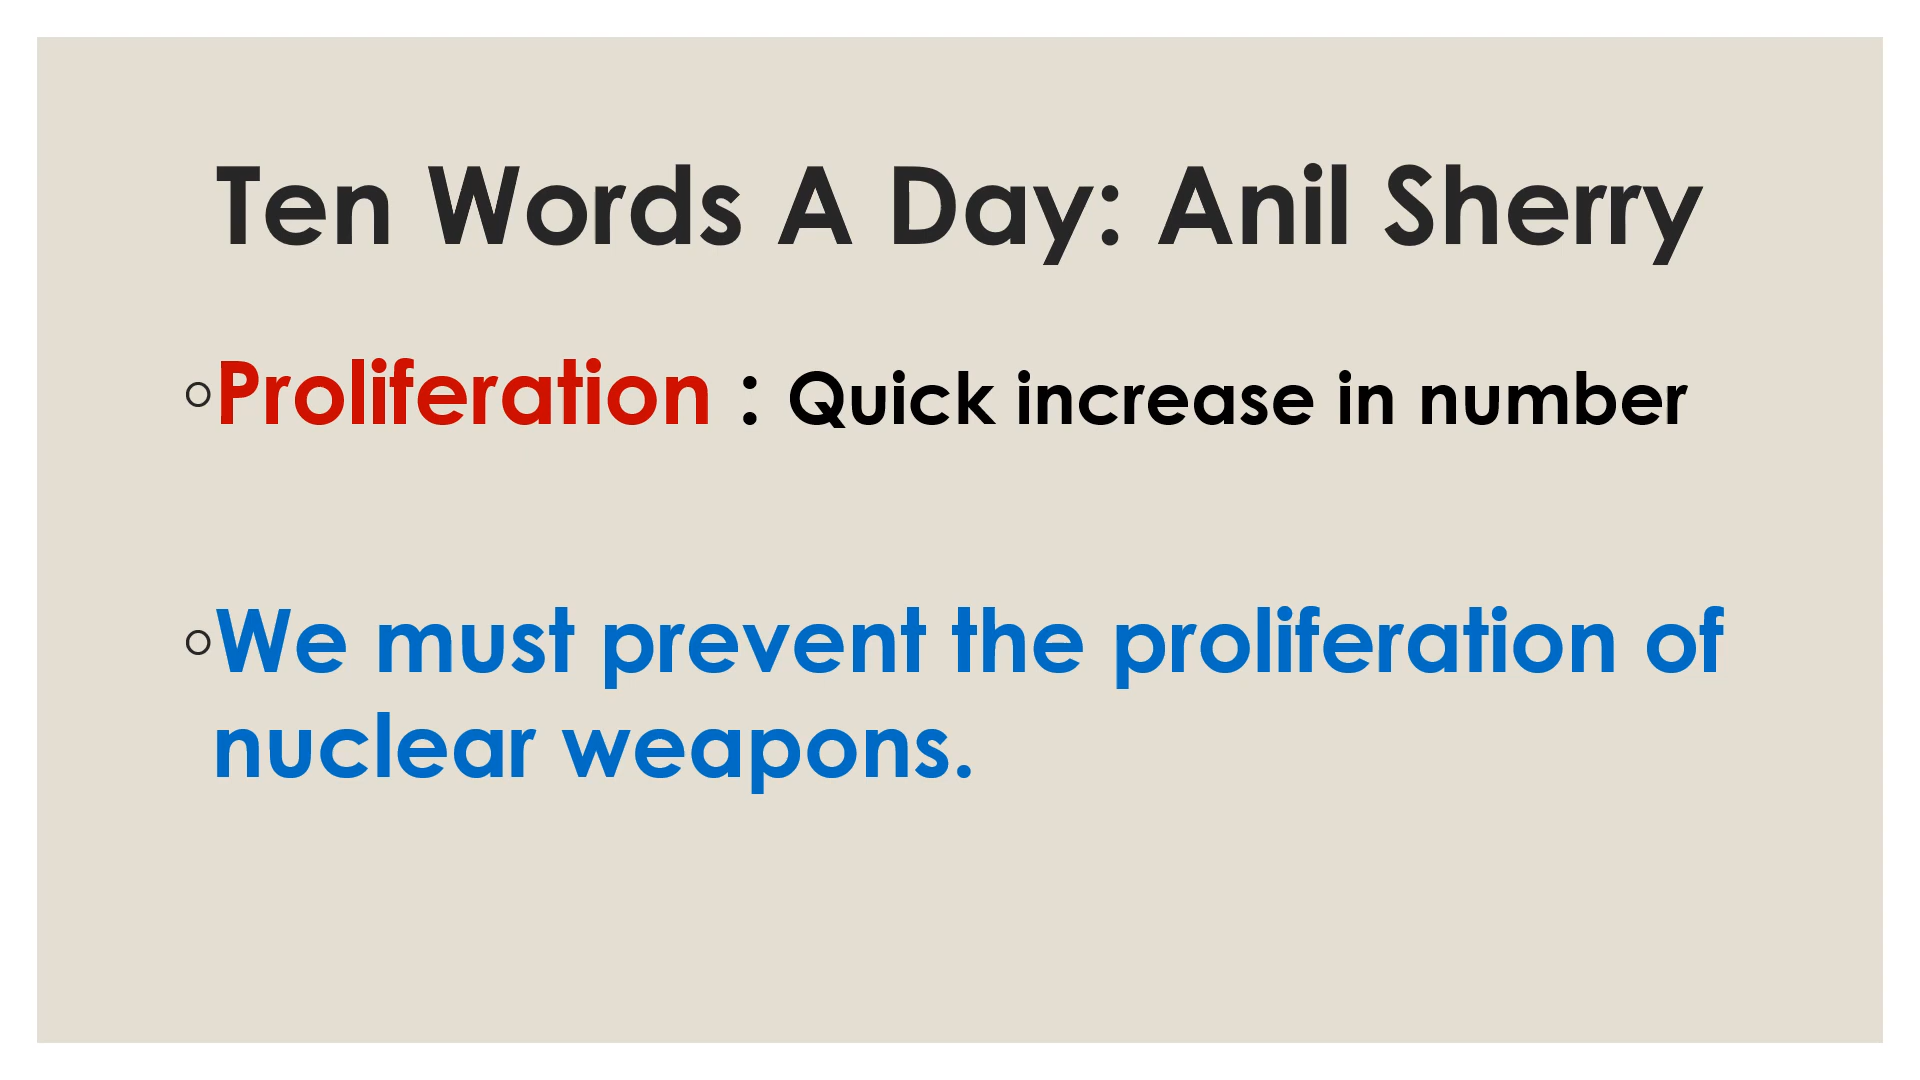 Ten Words A Day: Anil Sherry
◦Proliferation : Quick increase in number
◦We must prevent the proliferation of
nuclear weapons.